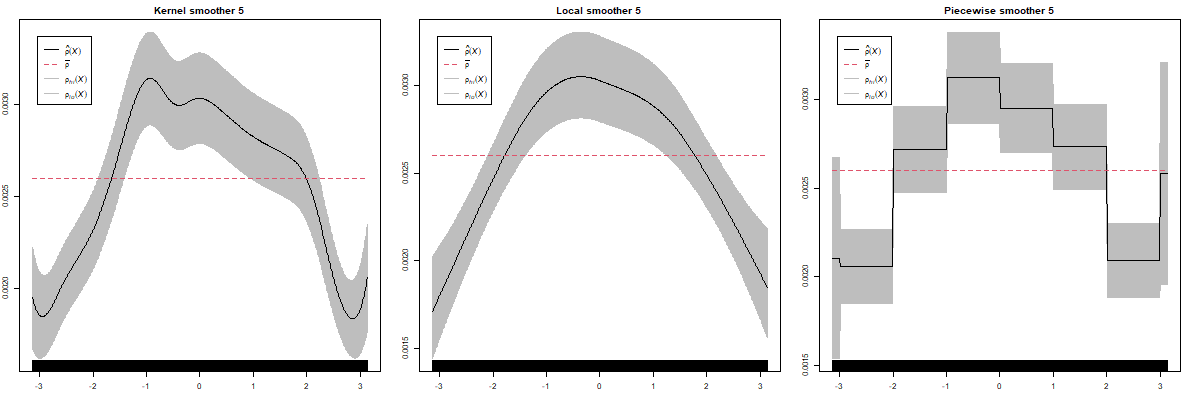 Kernel smoother 5
ρ̂(X)
ρ̄
ρhi(X)
ρlo(X)
0.0030
0.0025
0.0020
-3 -2 -1 0 1 2 3
Local smoother 5
ρ̂(X)
ρ̄
ρhi(X)
ρlo(X)
0.0030
0.0025
0.0020
0.0015
-3 -2 -1 0 1 2 3
Piecewise smoother 5
ρ̂(X)
ρ̄
ρhi(X)
ρlo(X)
0.0030
0.0025
0.0020
0.0015
-3 -2 -1 0 1 2 3